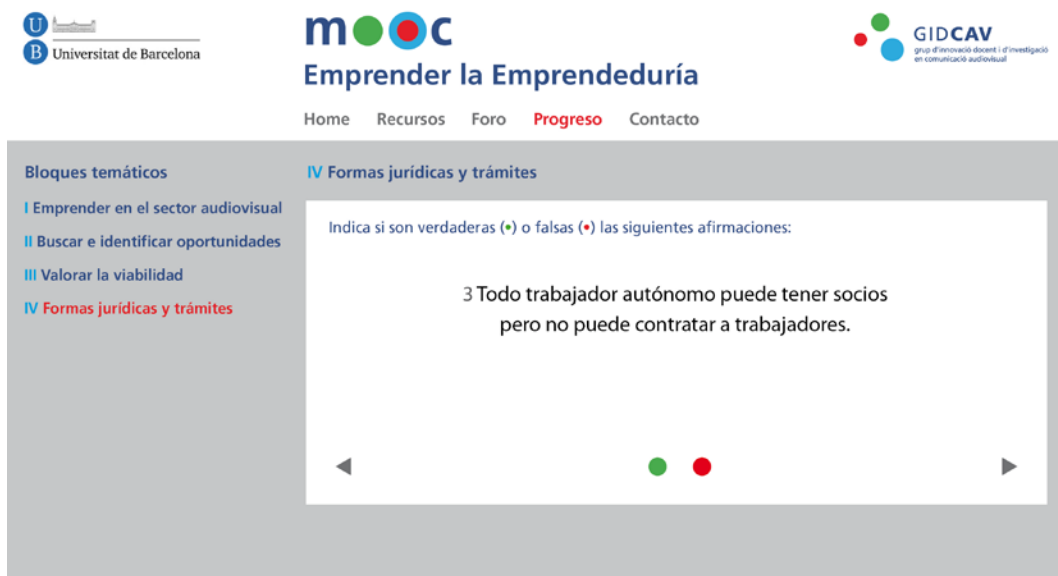 U
B Universitat de Barcelona
mooc
Emprender la Emprendeduría
GIDCAV
grup d'innovació docent i d'investigació
en comunicació audiovisual
Home Recursos Foro Progreso Contacto
Bloques temáticos
I Emprender en el sector audiovisual
II Buscar e identificar oportunidades
III Valorar la viabilidad
IV Formas jurídicas y trámites
IV Formas jurídicas y trámites
Indica si son verdaderas (•) o falsas (•) las siguientes afirmaciones:
3 Todo trabajador autónomo puede tener socios
pero no puede contratar a trabajadores.